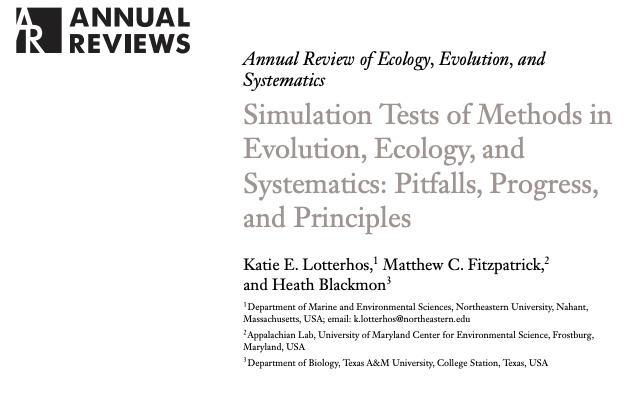 AR ANNUAL
REVIEWS
Annual Review of Ecology, Evolution, and
Systematics
Simulation Tests of Methods in
Evolution, Ecology, and
Systematics: Pitfalls, Progress,
and Principles
Katie E. Lotterhos,¹ Matthew C. Fitzpatrick,²
and Heath Blackmon³
¹Department of Marine and Environmental Sciences, Northeastern University, Nahant,
Massachusetts, USA; email: k.lotterhos@northeastern.edu
²Appalachian Lab, University of Maryland Center for Environmental Science, Frostburg,
Maryland, USA
³Department of Biology, Texas A&M University, College Station, Texas, USA